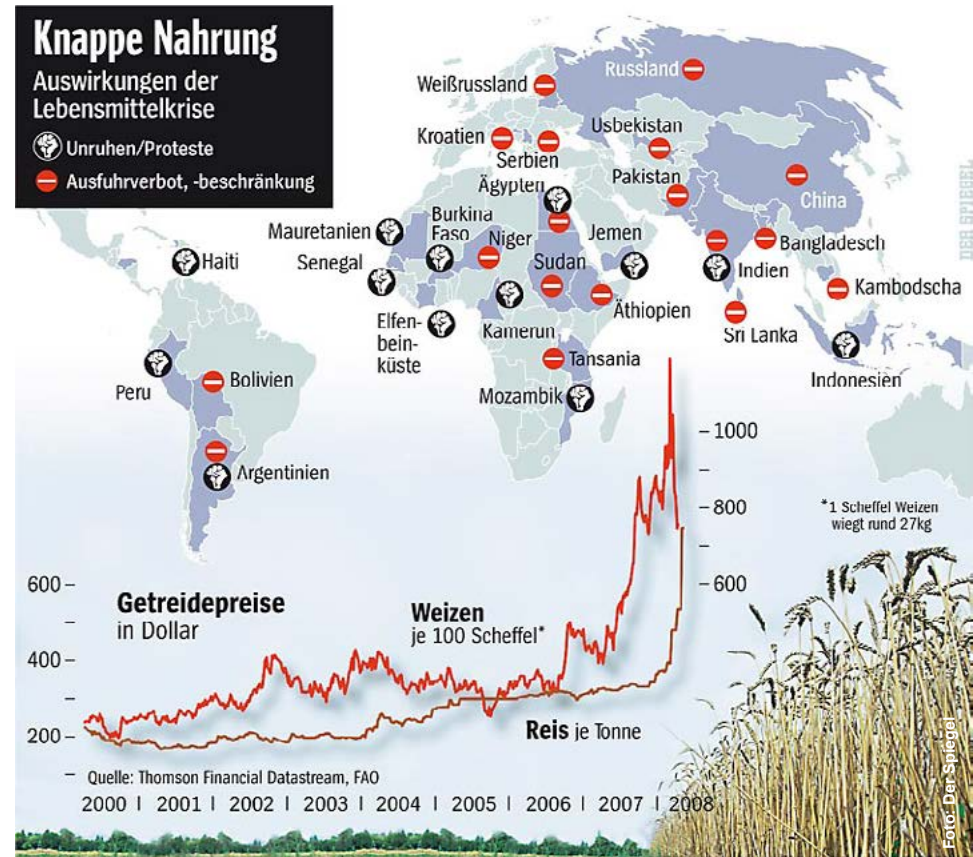 Knappe Nahrung
Auswirkungen der
Lebensmittelkrise
Unruhen/Proteste
Ausfuhrverbot, -beschränkung
Weißrussland
Russland
Kroatien
Serbien
Usbekistan
Pakistan
China
Ägypten
Mauretanien
Burkina
Faso
Niger
Jemen
Senegal
Sudan
Haiti
Indien
Bangladesch
Kambodscha
Elfen-
bein-
küste
Kamerun
Äthiopien
Sri Lanka
Peru
Bolivien
Tansania
Indonesien
Mozambik
Argentinien
DER SPIEGEL
1000
800
600
*1 Scheffel Weizen
wiegt rund 27kg
600
400
200
Getreidepreise
in Dollar
Weizen
je 100 Scheffel*
Reis je Tonne
Quelle: Thomson Financial Datastream, FAO
2000 | 2001 | 2002 | 2003 | 2004 | 2005 | 2006 | 2007 | 2008
Foto: Der Spiegel